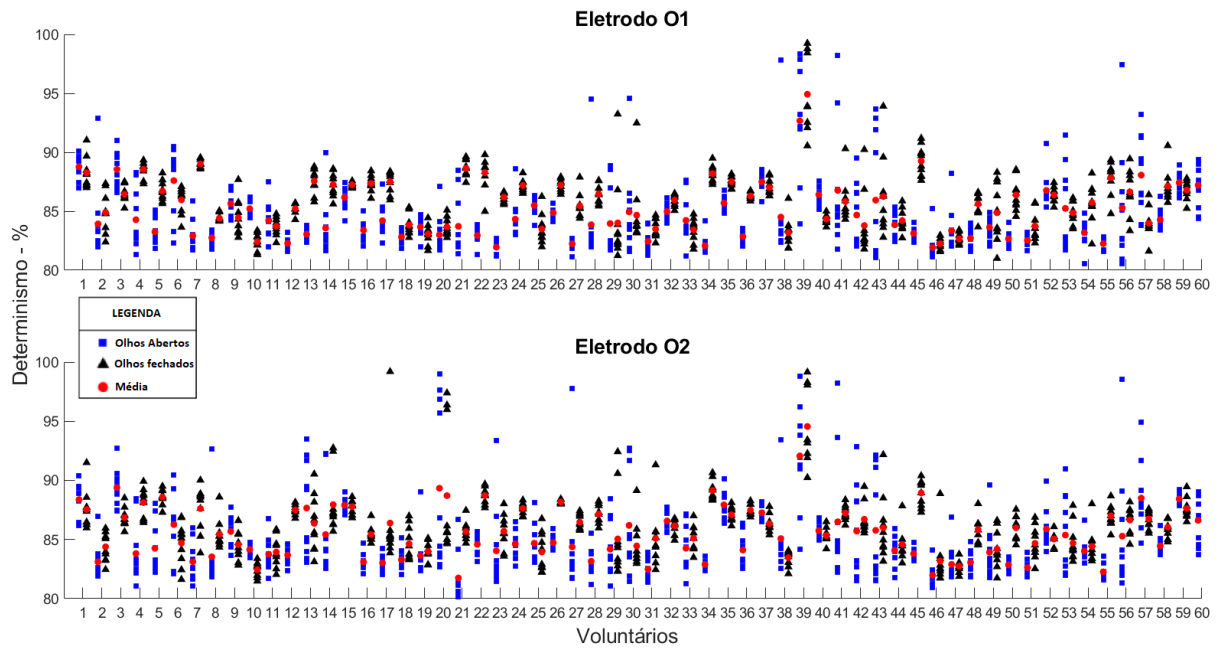 Eletrodo O1
100
95
90
85
80
1 2 3 4 5 6 7 8 9 10 11 12 13 14 15 16 17 18 19 20 21 22 23 24 25 26 27 28 29 30 31 32 33 34 35 36 37 38 39 40 41 42 43 44 45 46 47 48 49 50 51 52 53 54 55 56 57 58 59 60
Determinismo - %
LEGENDA
Olhos Abertos
Olhos fechados
Média
Eletrodo O2
100
95
90
85
80
1 2 3 4 5 6 7 8 9 10 11 12 13 14 15 16 17 18 19 20 21 22 23 24 25 26 27 28 29 30 31 32 33 34 35 36 37 38 39 40 41 42 43 44 45 46 47 48 49 50 51 52 53 54 55 56 57 58 59 60
Voluntários